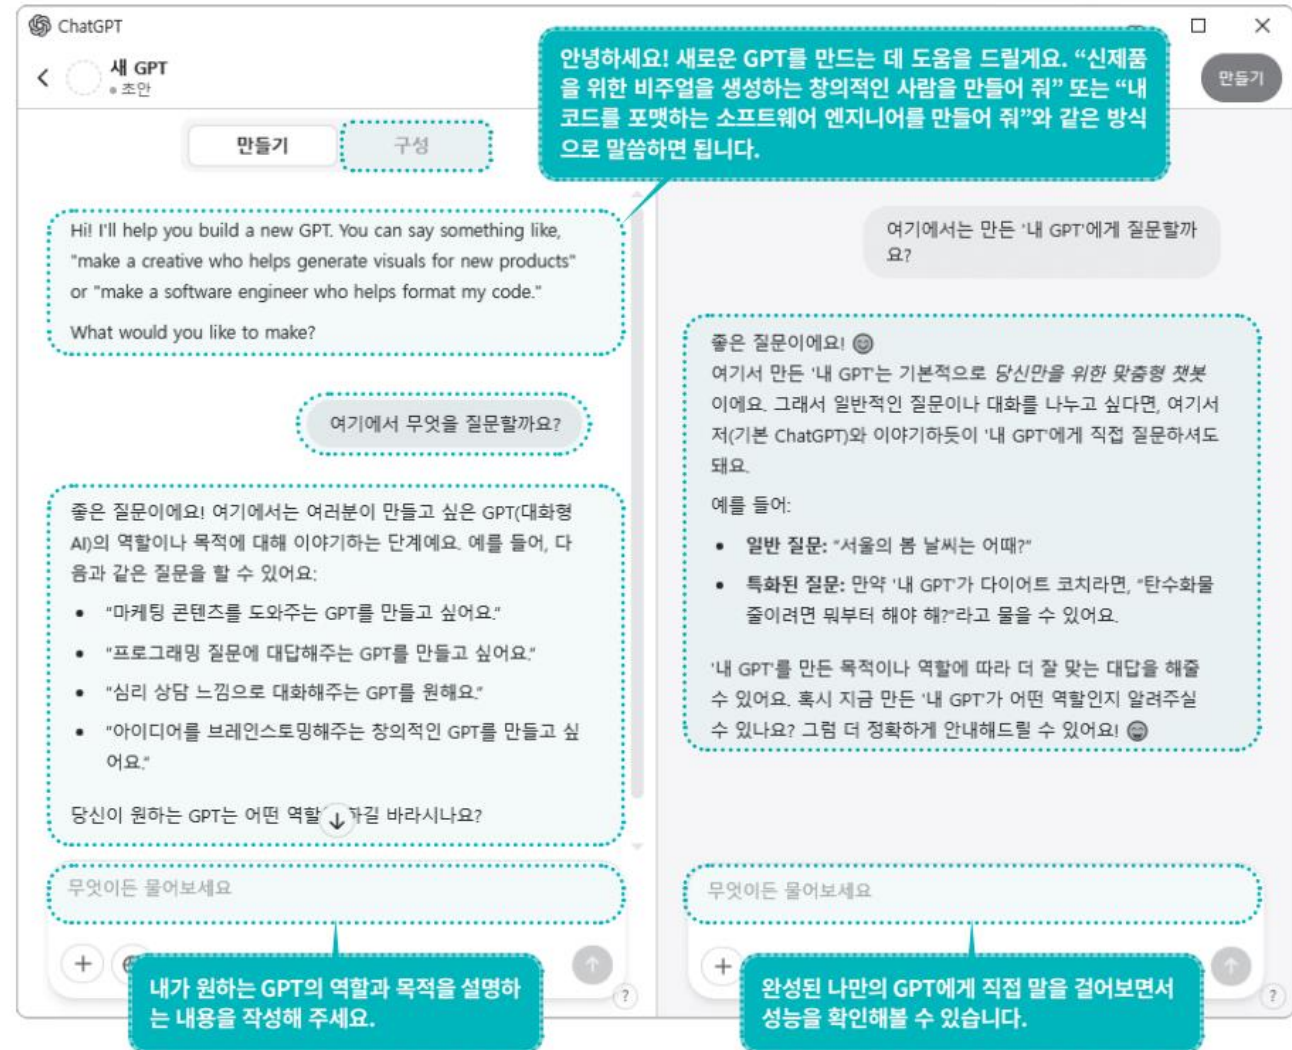 ChatGPT
새 GPT
초안
만들기
안녕하세요! 새로운 GPT를 만드는 데 도움을 드릴게요. “신제품
을 위한 비주얼을 생성하는 창의적인 사람을 만들어 줘” 또는 “내
코드를 포맷하는 소프트웨어 엔지니어를 만들어 줘”와 같은 방식
으로 말씀하면 됩니다.
만들기
구성
Hi! I'll help you build a new GPT. You can say something like,
"make a creative who helps generate visuals for new products"
or "make a software engineer who helps format my code."
What would you like to make?
여기에서 무엇을 질문할까요?
좋은 질문이에요! 여기에서는 여러분이 만들고 싶은 GPT(대화형
AI)의 역할이나 목적에 대해 이야기하는 단계예요. 예를 들어, 다
음과 같은 질문을 할 수 있어요:
• "마케팅 콘텐츠를 도와주는 GPT를 만들고 싶어요."
• "프로그래밍 질문에 대답해주는 GPT를 만들고 싶어요."
• "심리 상담 느낌으로 대화해주는 GPT를 원해요."
• "아이디어를 브레인스토밍해주는 창의적인 GPT를 만들고 싶
어요."
당신이 원하는 GPT는 어떤 역할 하길 바라시나요?
무엇이든 물어보세요
내가 원하는 GPT의 역할과 목적을 설명하
는 내용을 작성해 주세요.
?
여기에서는 만든 '내 GPT'에게 질문할까
요?
좋은 질문이에요! 😊
여기서 만든 '내 GPT'는 기본적으로 당신만을 위한 맞춤형 챗봇
이에요. 그래서 일반적인 질문이나 대화를 나누고 싶다면, 여기서
저(기본 ChatGPT)와 이야기하듯이 '내 GPT'에게 직접 질문하셔도
돼요.
예를 들어:
• 일반 질문: "서울의 봄 날씨는 어때?"
• 특화된 질문: 만약 '내 GPT'가 다이어트 코치라면, "탄수화물
줄이려면 뭐부터 해야 해?"라고 물을 수 있어요.
'내 GPT'를 만든 목적이나 역할에 따라 더 잘 맞는 대답을 해줄
수 있어요. 혹시 지금 만든 '내 GPT'가 어떤 역할인지 알려주실
수 있나요? 그럼 더 정확하게 안내해드릴 수 있어요! 😄
무엇이든 물어보세요
완성된 나만의 GPT에게 직접 말을 걸어보면서
성능을 확인해볼 수 있습니다.
?